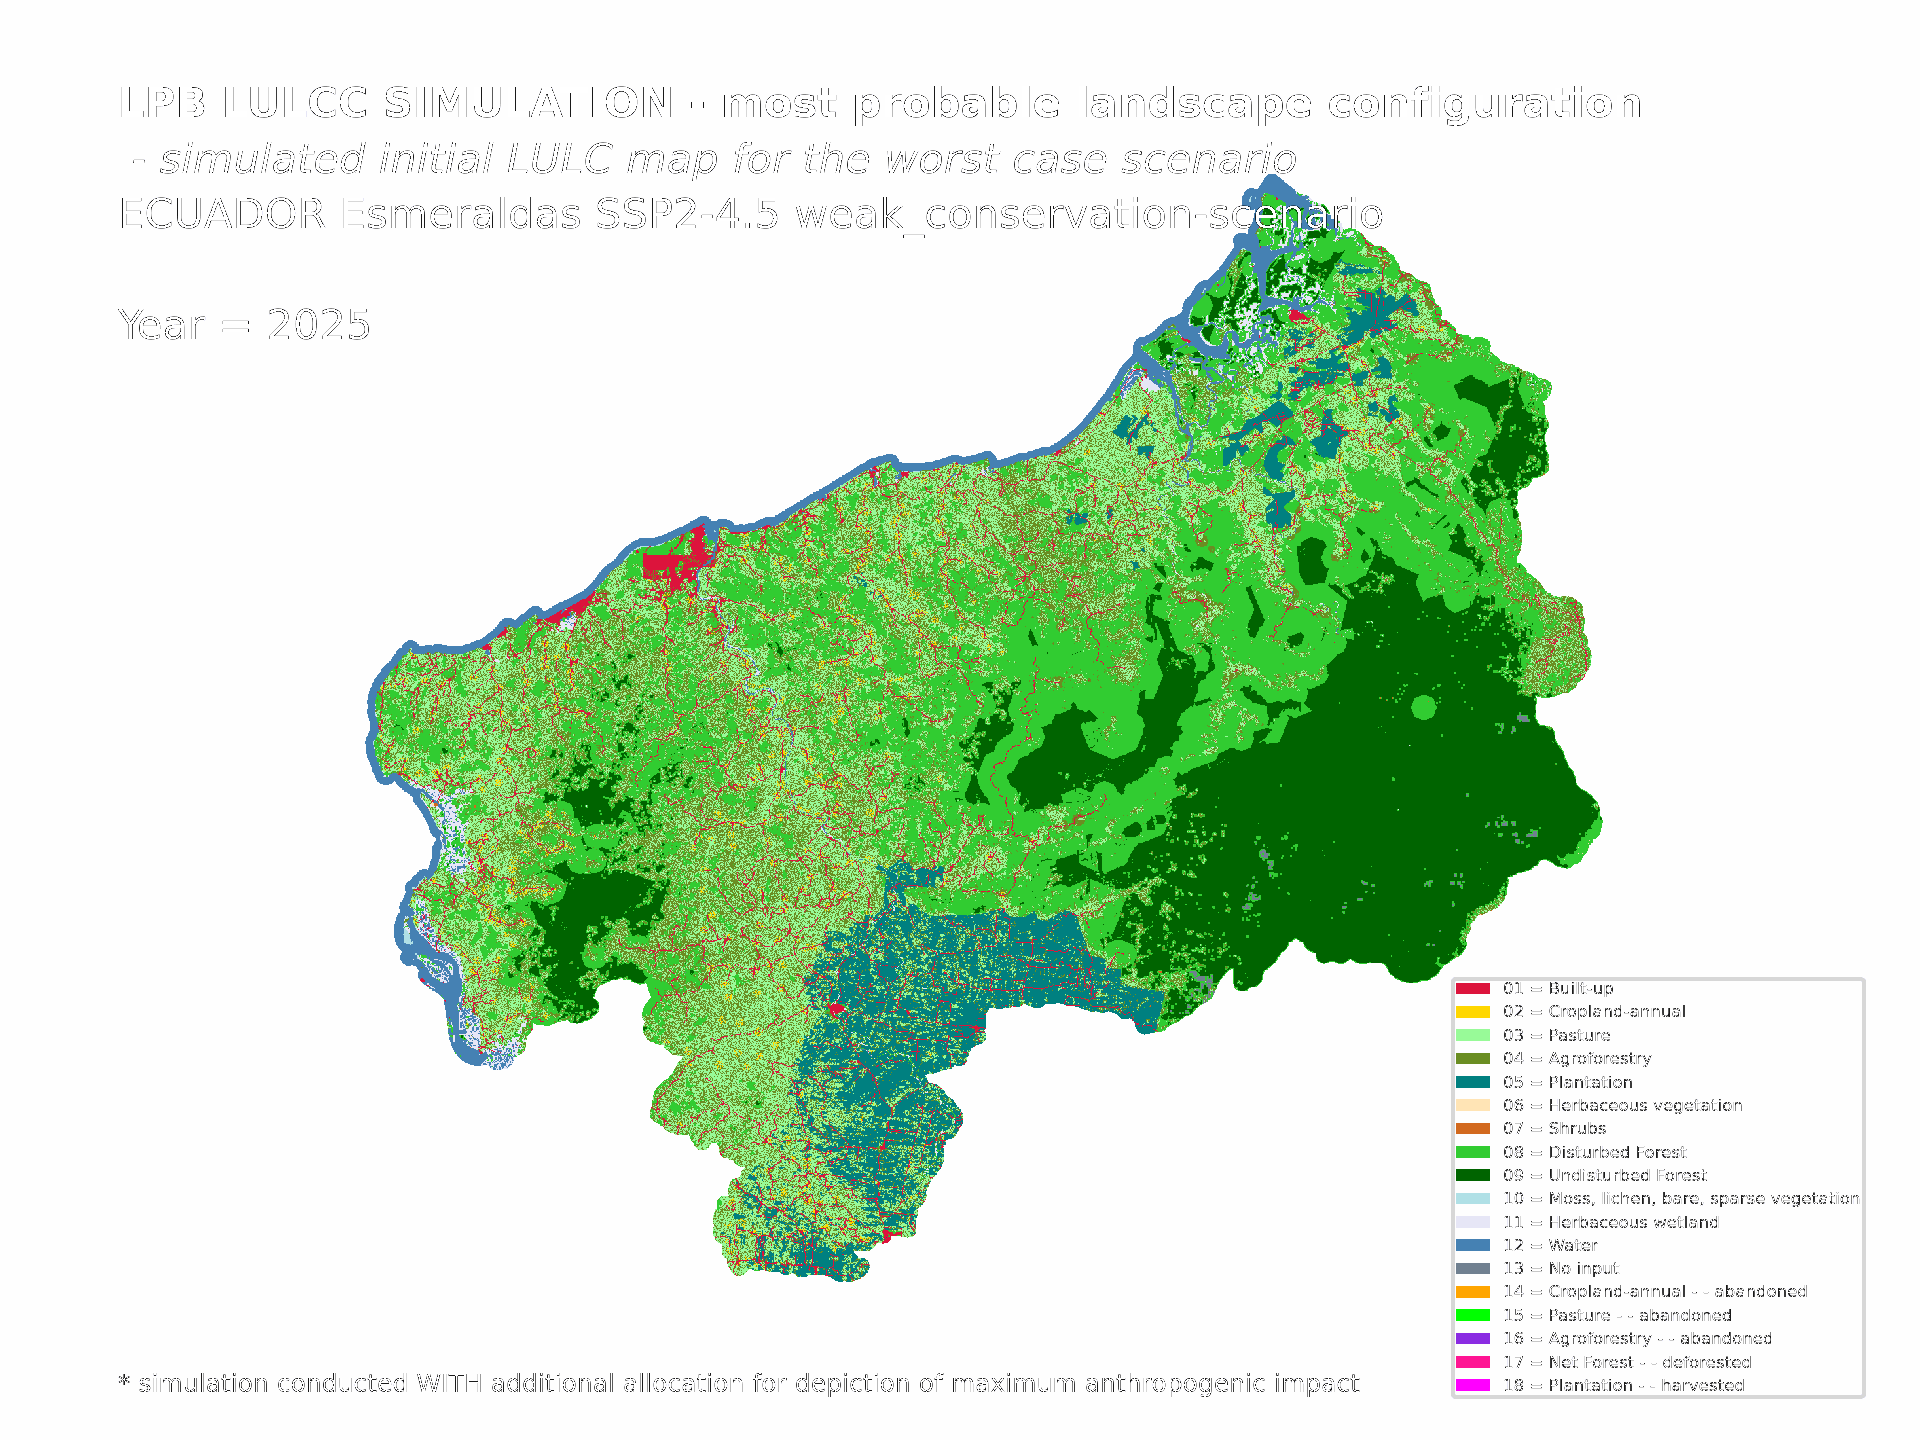 LPB LULCC SIMULATION - most probable landscape configuration
- simulated initial LULC map for the worst case scenario
ECUADOR Esmeraldas SSP2-4.5 weak_conservation-scenario
Year = 2025
01 = Built-up
02 = Cropland-annual
03 = Pasture
04 = Agroforestry
05 = Plantation
06 = Herbaceous vegetation
07 = Shrubs
08 = Disturbed Forest
09 = Undisturbed Forest
10 = Moss, lichen, bare, sparse vegetation
11 = Herbaceous wetland
12 = Water
13 = No input
14 = Cropland-annual - - abandoned
15 = Pasture - - abandoned
16 = Agroforestry - - abandoned
17 = Net Forest - - deforested
18 = Plantation - - harvested
* simulation conducted WITH additional allocation for depiction of maximum anthropogenic impact